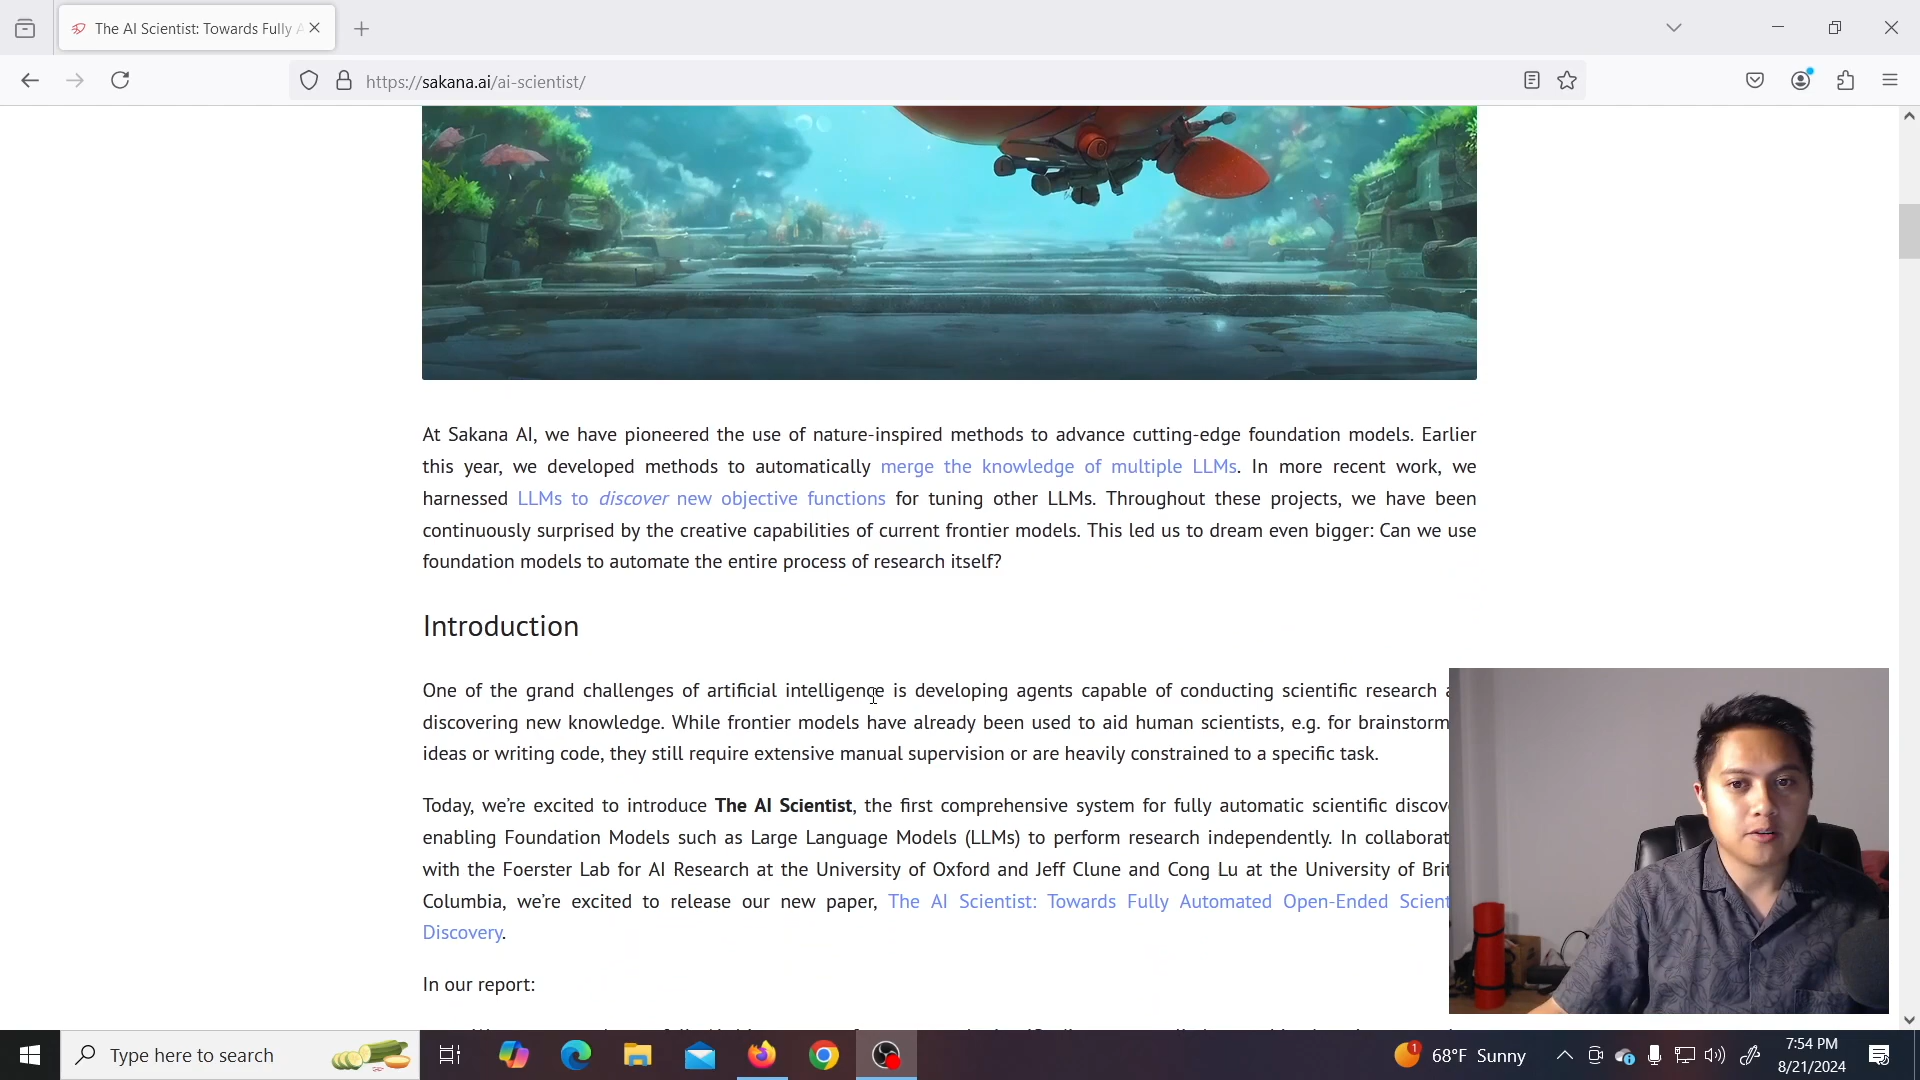 The AI Scientist: Towards Fully A
https://sakana.ai/ai-scientist/
At Sakana AI, we have pioneered the use of nature-inspired methods to advance cutting-edge foundation models. Earlier
this year, we developed methods to automatically merge the knowledge of multiple LLMs. In more recent work, we
harnessed LLMs to discover new objective functions for tuning other LLMs. Throughout these projects, we have been
continuously surprised by the creative capabilities of current frontier models. This led us to dream even bigger: Can we use
foundation models to automate the entire process of research itself?
Introduction
One of the grand challenges of artificial intelligence is developing agents capable of conducting scientific research a
discovering new knowledge. While frontier models have already been used to aid human scientists, e.g. for brainstorm
ideas or writing code, they still require extensive manual supervision or are heavily constrained to a specific task.
Today, we're excited to introduce The AI Scientist, the first comprehensive system for fully automatic scientific discove
enabling Foundation Models such as Large Language Models (LLMs) to perform research independently. In collaborat
with the Foerster Lab for AI Research at the University of Oxford and Jeff Clune and Cong Lu at the University of Brit
Columbia, we're excited to release our new paper, The AI Scientist: Towards Fully Automated Open-Ended Scient
Discovery.
In our report:
Type here to search
1
68°F Sunny
7:54 PM
8/21/2024